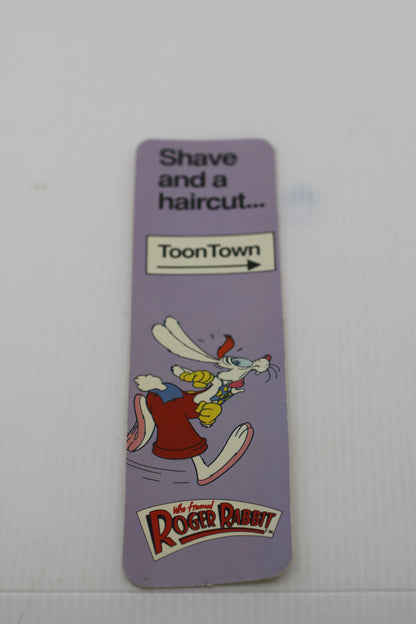 Shave
and a
haircut...
ToonTown
Who framed
ROGER RABBIT